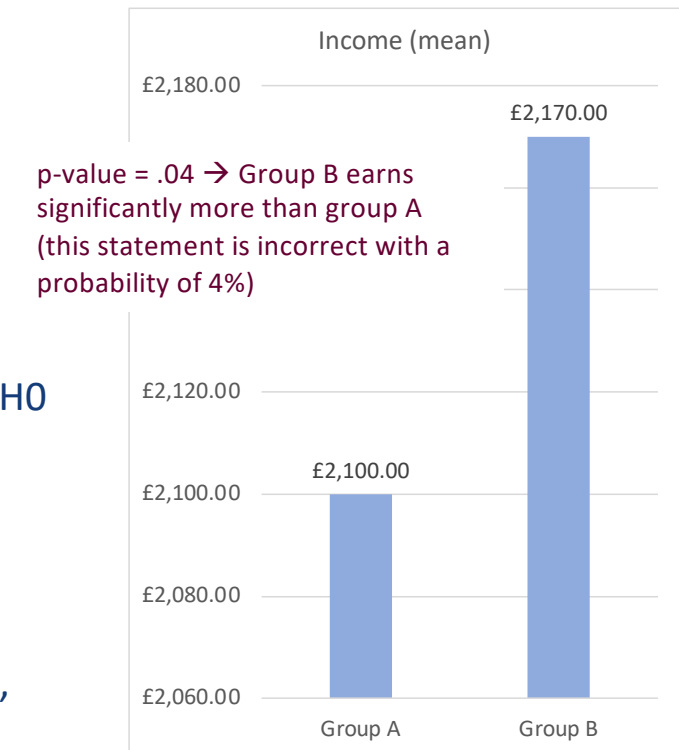 Income (mean)
£2,180.00
£2,170.00
p-value = .04 → Group B earns
significantly more than group A
(this statement is incorrect with a
probability of 4%)
H0
£2,120.00
£2,100.00
£2,100.00
£2,080.00
,
£2,060.00
Group A Group B